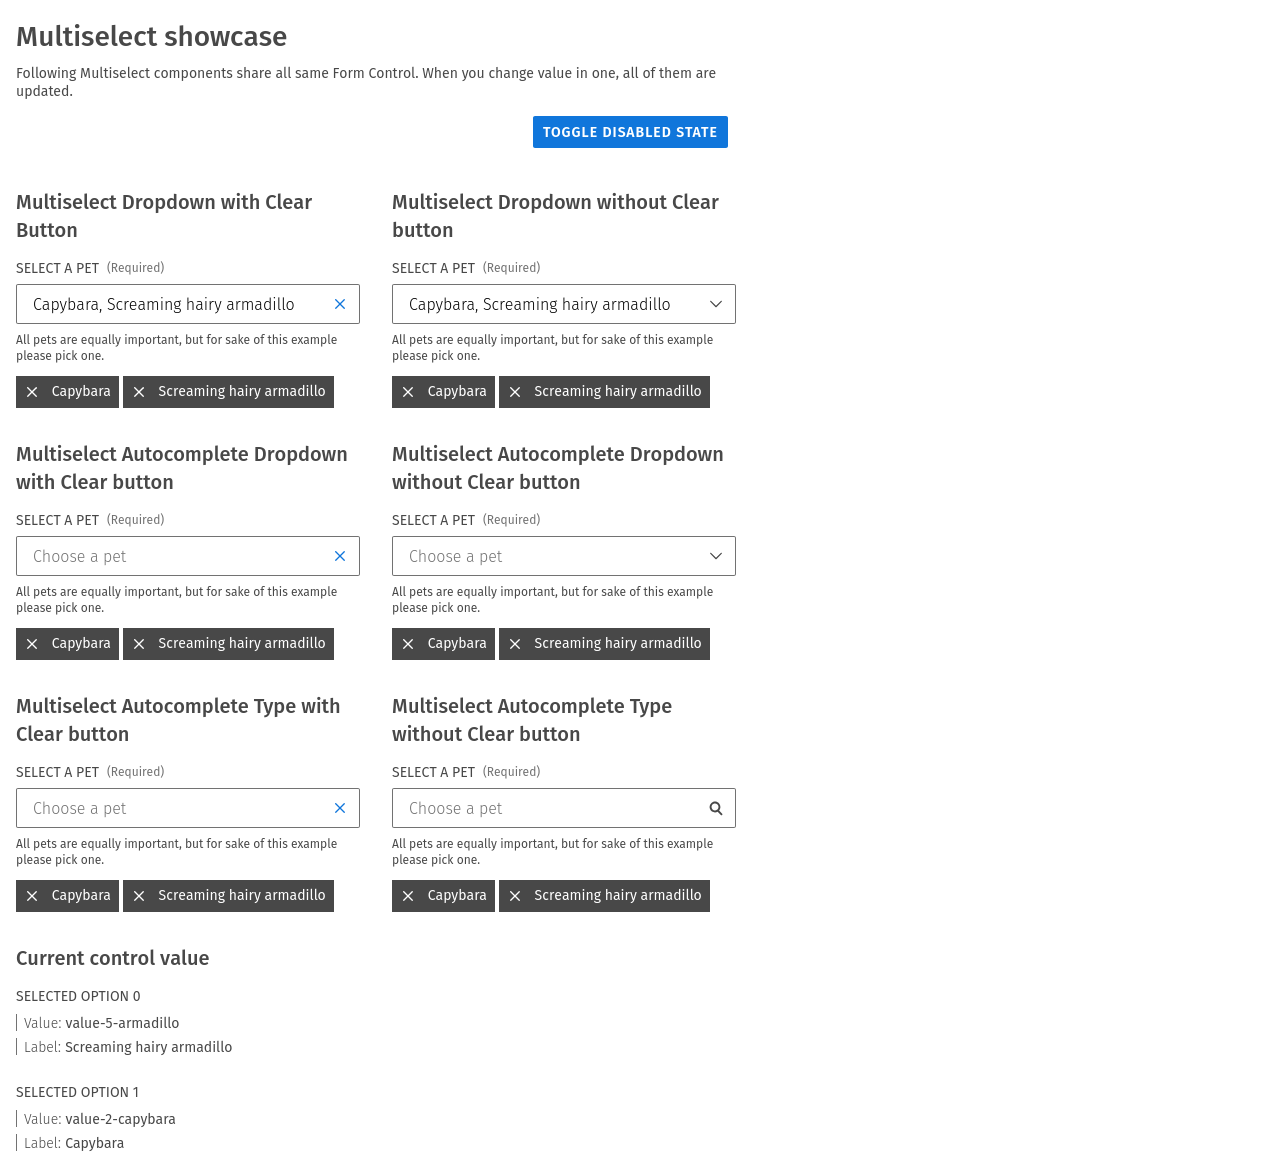 Multiselect showcase
Following Multiselect components share all same Form Control. When you change value in one, all of them are
updated.
TOGGLE DISABLED STATE
Multiselect Dropdown with Clear
Button
SELECT A PET (Required)
Capybara, Screaming hairy armadillo
All pets are equally important, but for sake of this example
please pick one.
Capybara
Screaming hairy armadillo
Multiselect Dropdown without Clear
button
SELECT A PET (Required)
Capybara, Screaming hairy armadillo
All pets are equally important, but for sake of this example
please pick one.
Capybara
Screaming hairy armadillo
Multiselect Autocomplete Dropdown
with Clear button
SELECT A PET (Required)
Choose a pet
All pets are equally important, but for sake of this example
please pick one.
Capybara
Screaming hairy armadillo
Multiselect Autocomplete Dropdown
without Clear button
SELECT A PET (Required)
Choose a pet
All pets are equally important, but for sake of this example
please pick one.
Capybara
Screaming hairy armadillo
Multiselect Autocomplete Type with
Clear button
SELECT A PET (Required)
Choose a pet
All pets are equally important, but for sake of this example
please pick one.
Capybara
Screaming hairy armadillo
Multiselect Autocomplete Type
without Clear button
SELECT A PET (Required)
Choose a pet
All pets are equally important, but for sake of this example
please pick one.
Capybara
Screaming hairy armadillo
Current control value
SELECTED OPTION 0
Value: value-5-armadillo
Label: Screaming hairy armadillo
SELECTED OPTION 1
Value: value-2-capybara
Label: Capybara